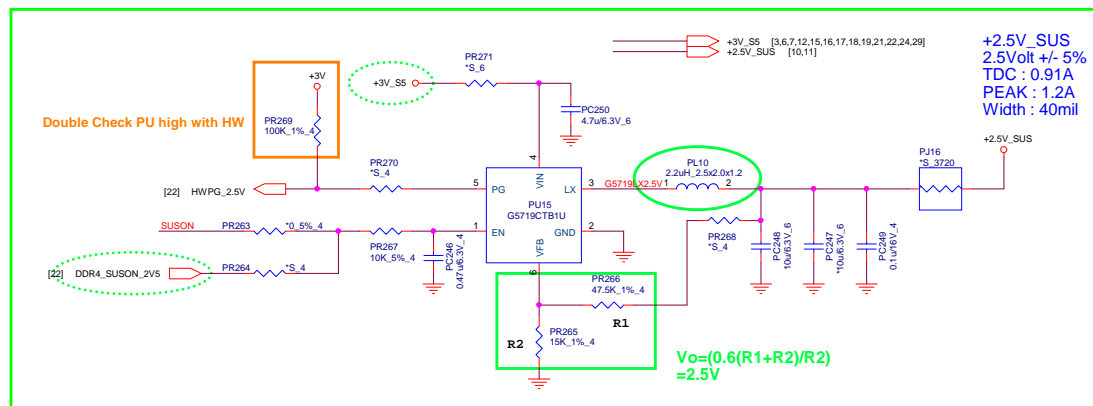 +3V_S5 [3,6,7,12,15,16,17,18,19,21,22,24,29]
+2.5V_SUS [10,11]
+2.5V_SUS
2.5Volt +/- 5%
TDC : 0.91A
PEAK : 1.2A
Width : 40mil
PR271
*S_6
+3V_S5
+3V
PC250
4.7u/6.3V_6
Double Check PU high with HW
PR269
100K_1%_4
PJ16
*S_3720
+2.5V_SUS
PR270
*S_4
[22] HWPG_2.5V
4
VIN
5
PG
LX
3
PU15
G5719CTB1U
G5719LX2.5V
PL10
2.2uH_2.5x2.0x1.2
1
2
SUSON
PR263
*0_5%_4
PR267
10K_5%_4
1
EN
GND
2
VFB
6
PC246
0.47u/6.3V_4
PR268
*S_4
PC248
10u/6.3V_6
PC247
*10u/6.3V_6
PC249
0.1u/16V_4
[22] DDR4_SUSON_2V5
PR264
*S_4
PR266
47.5K_1%_4
R1
R2
PR265
15K_1%_4
Vo=(0.6(R1+R2)/R2)
=2.5V